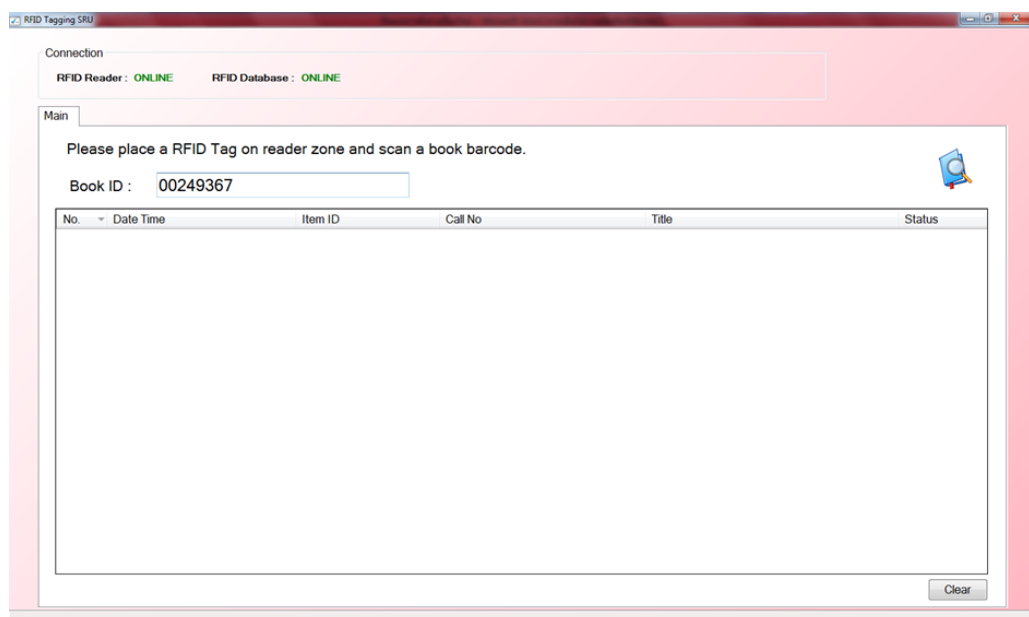 RFID Tagging SRU
Connection
RFID Reader : ONLINE RFID Database : ONLINE
Main
Please place a RFID Tag on reader zone and scan a book barcode.
Book ID : 00249367
No. Date Time Item ID Call No Title Status
Clear